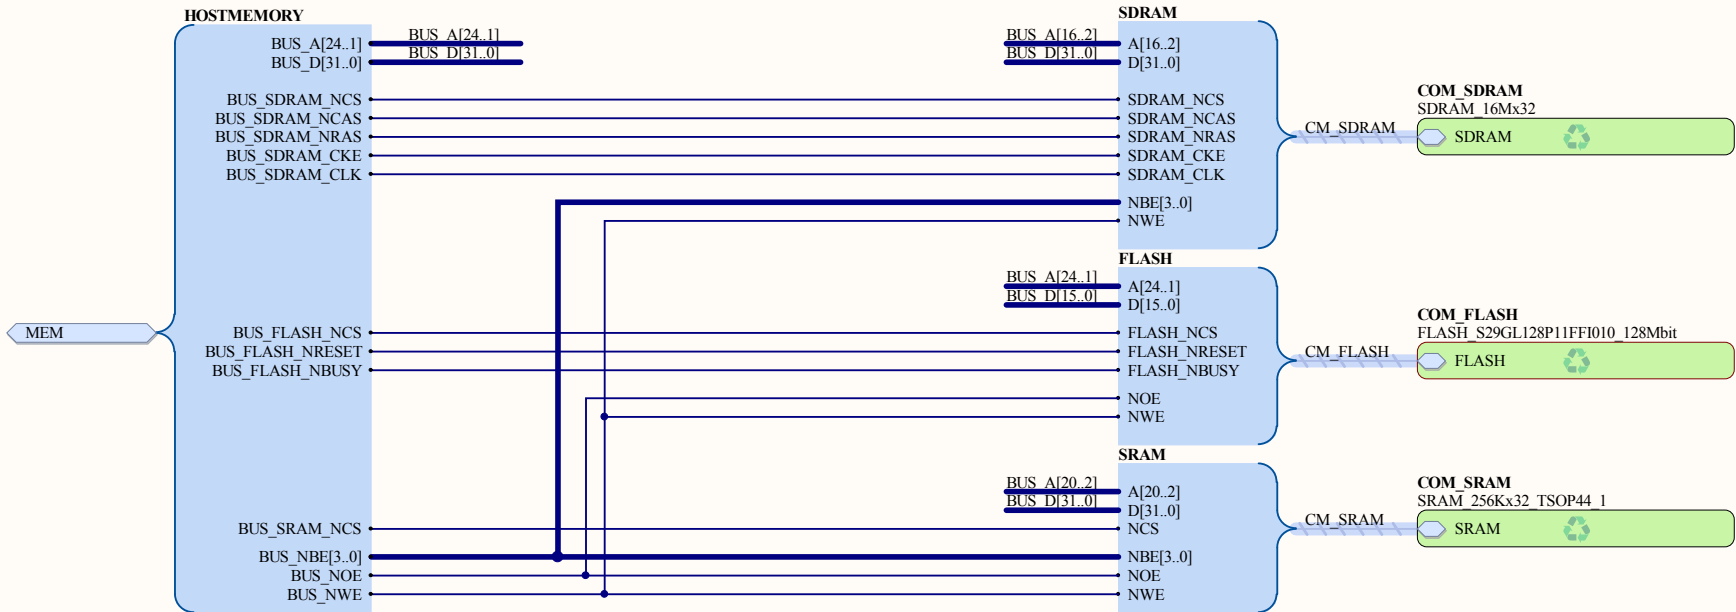 HOSTMEMORY
BUS_A[24..1]
BUS_D[31..0]
BUS_SDRAM_NCS
BUS_SDRAM_NCAS
BUS_SDRAM_NRAS
BUS_SDRAM_CKE
BUS_SDRAM_CLK
BUS_FLASH_NCS
BUS_FLASH_NRESET
BUS_FLASH_NBUSY
BUS_SRAM_NCS
BUS_NBE[3..0]
BUS_NOE
BUS_NWE
MEM
BUS_A[24..1]
BUS_D[31..0]
SDRAM
BUS_A[16..2]
BUS_D[31..0]
A[16..2]
D[31..0]
SDRAM_NCS
SDRAM_NCAS
SDRAM_NRAS
SDRAM_CKE
SDRAM_CLK
NBE[3..0]
NWE
CM_SDRAM
COM_SDRAM
SDRAM_16Mx32
SDRAM
FLASH
BUS_A[24..1]
BUS_D[15..0]
A[24..1]
D[15..0]
FLASH_NCS
FLASH_NRESET
FLASH_NBUSY
NOE
NWE
CM_FLASH
COM_FLASH
FLASH_S29GL128P11FFI010_128Mbit
FLASH
SRAM
BUS_A[20..2]
BUS_D[31..0]
A[20..2]
D[31..0]
NCS
NBE[3..0]
NOE
NWE
CM_SRAM
COM_SRAM
SRAM_256Kx32_TSOP44_1
SRAM